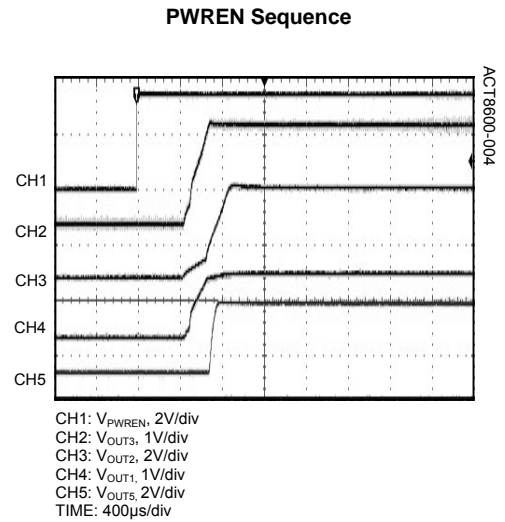 PWREN Sequence
ACT8600-004
CH1
CH2
CH3
CH4
CH5
CH1: VPWREN, 2V/div
CH2: VOUT3, 1V/div
CH3: VOUT2, 2V/div
CH4: VOUT1, 1V/div
CH5: VOUT5, 2V/div
TIME: 400µs/div